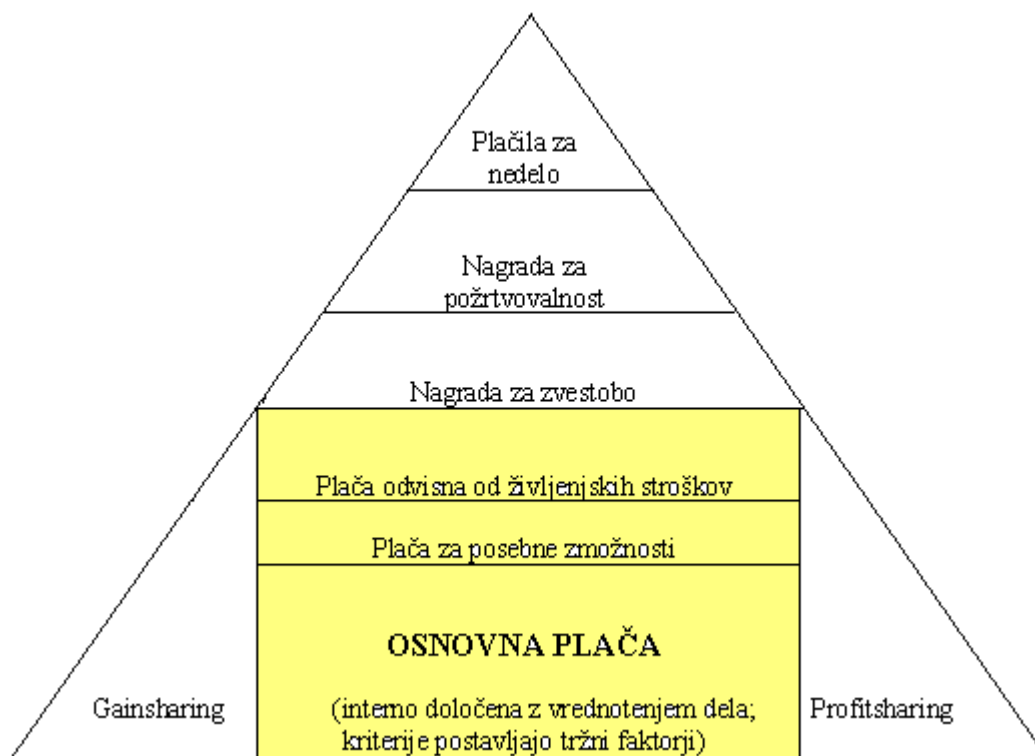 Plačila za
nedelo
Nagrada za
požrtvovalnost
Nagrada za zvestobo
Plača odvisna od življenjskih stroškov
Plača za posebne zmožnosti
OSNOVNA PLAČA
Gainsharing
(interno določena z vrednotenjem dela;
kriterije postavljajo tržni faktorji)
Profitsharing